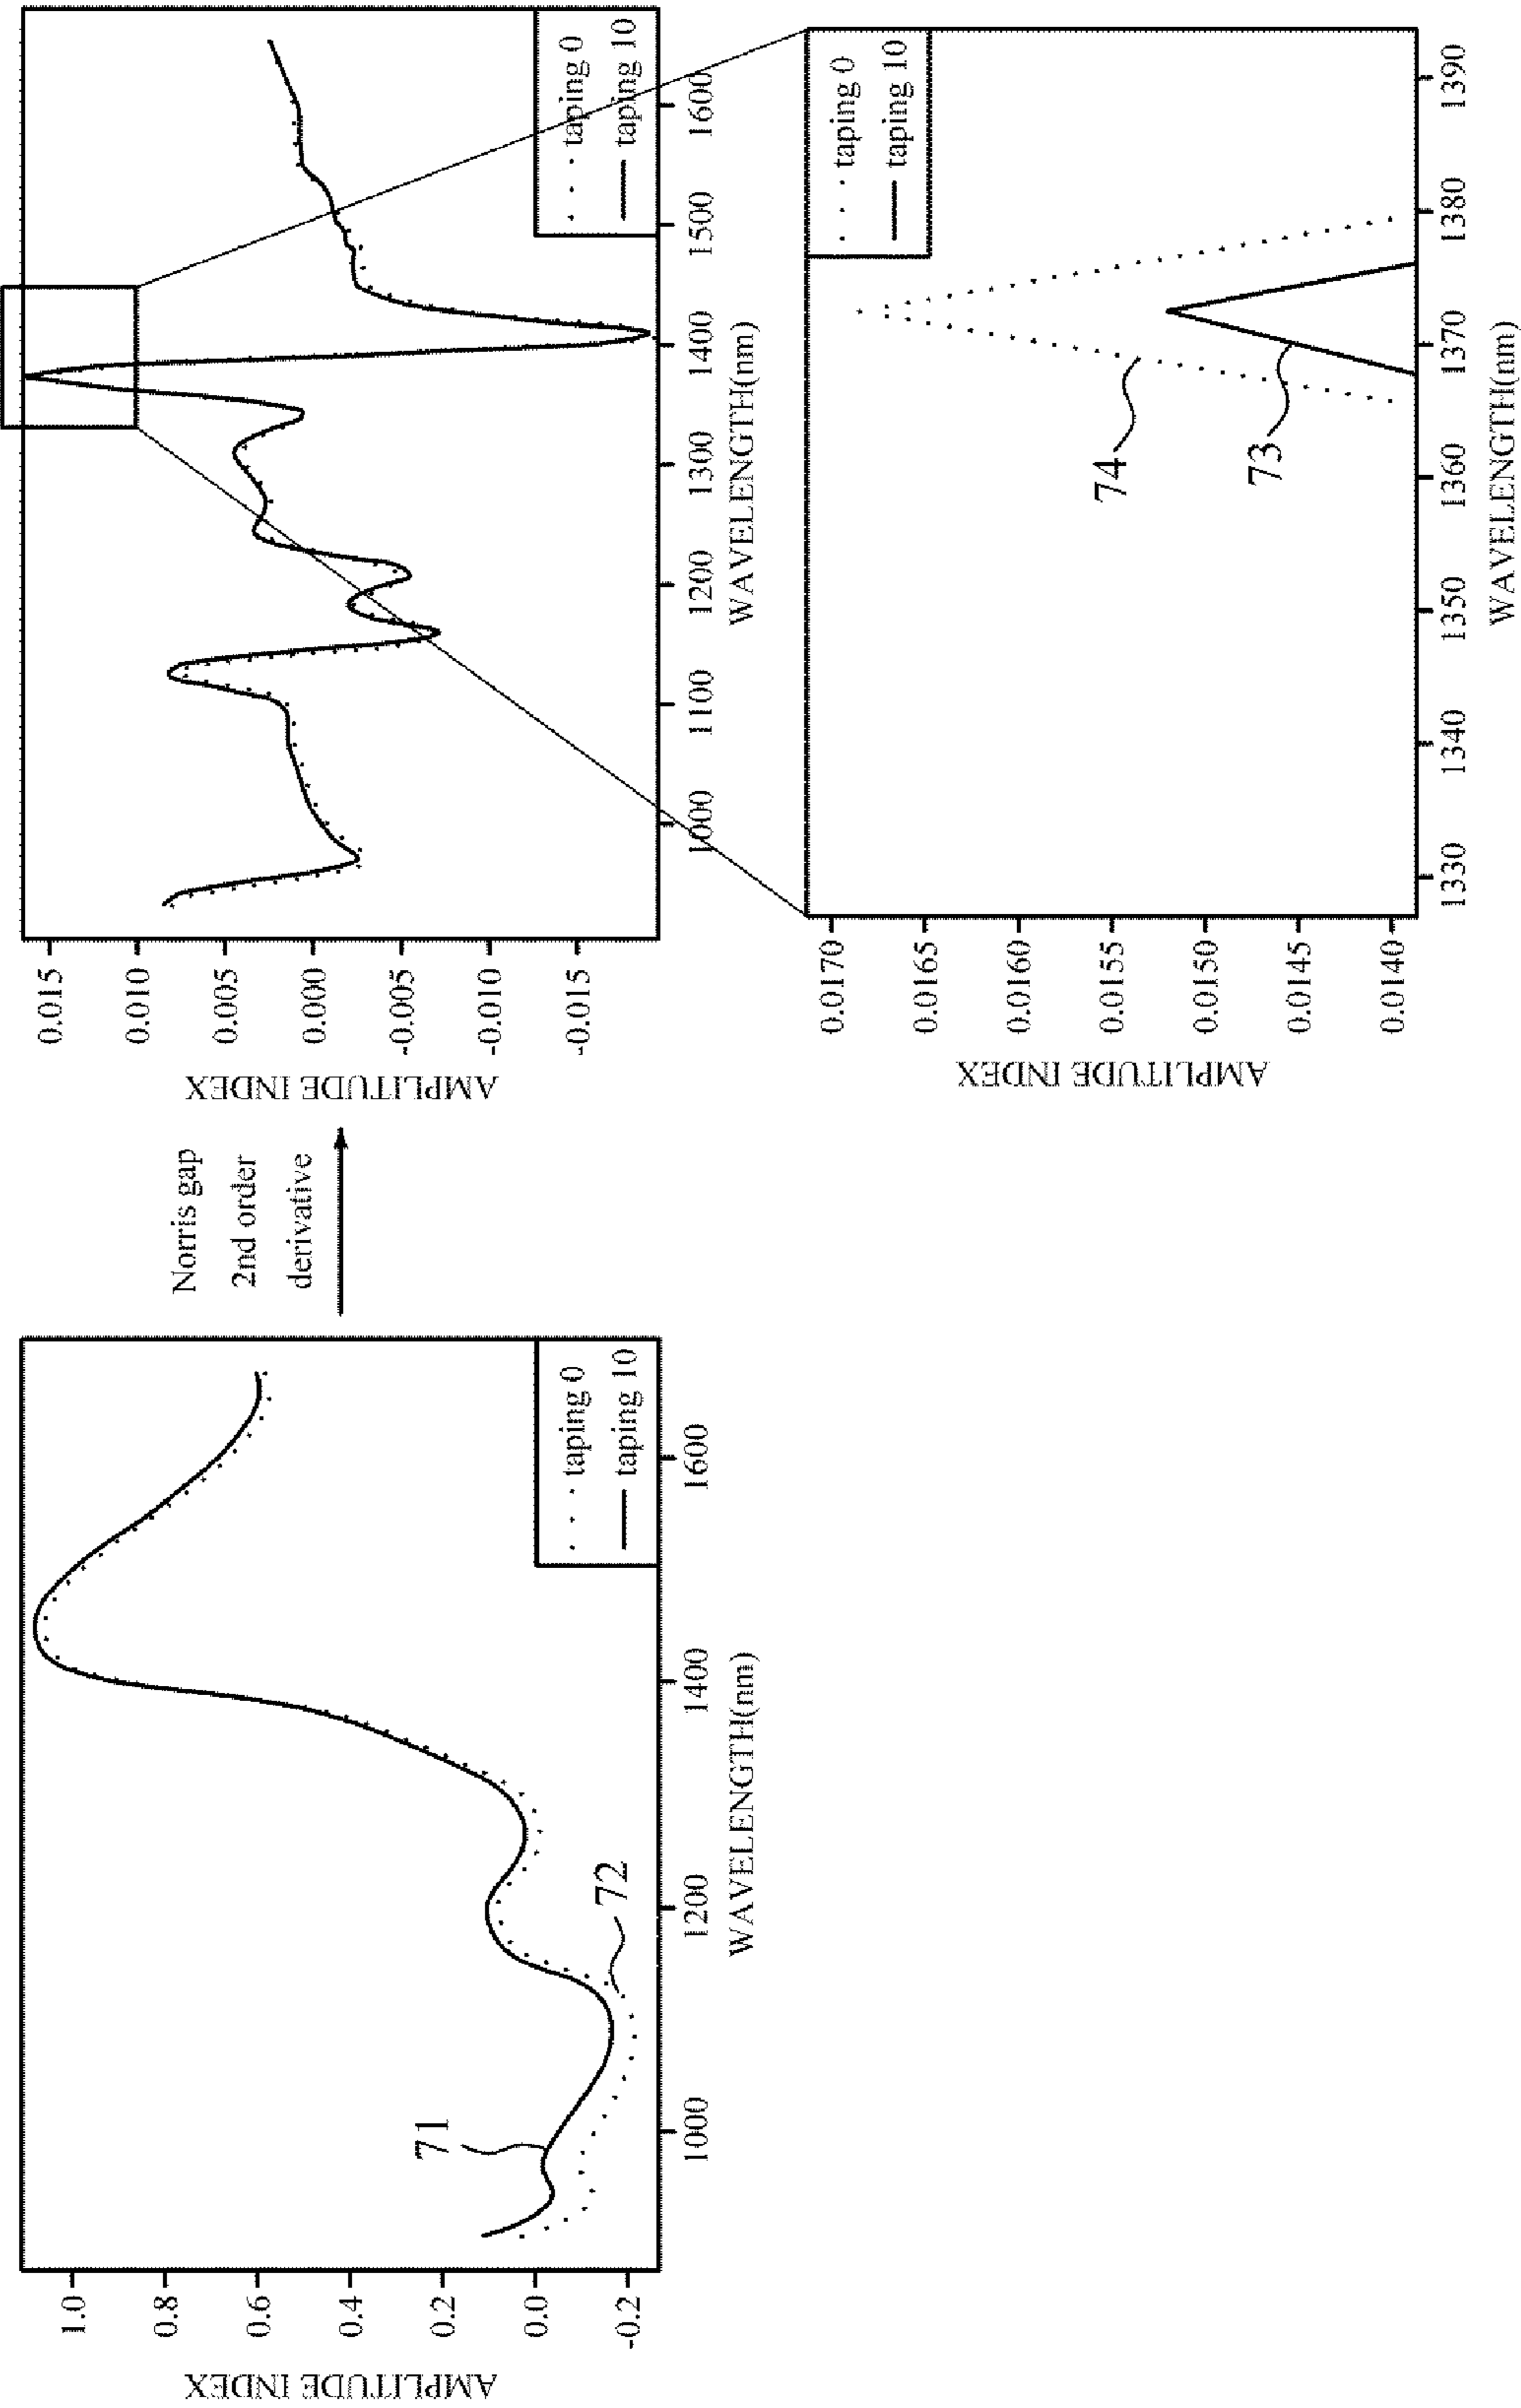 AMPLITUDE INDEX
1.0
0.8
0.6
0.4
0.2
0.0
-0.2
71
72
taping 0
taping 10
1000
1200
1400
1600
WAVELENGTH(nm)
Norris gap
2nd order
derivative
AMPLITUDE INDEX
0.015
0.010
0.005
0.000
-0.005
-0.010
-0.015
taping 0
taping 10
1000
1100
1200
1300
1400
1500
1600
WAVELENGTH(nm)
AMPLITUDE INDEX
0.0170
0.0165
0.0160
0.0155
0.0150
0.0145
0.0140
74
73
taping 0
taping 10
1330
1340
1350
1360
1370
1380
1390
WAVELENGTH(nm)